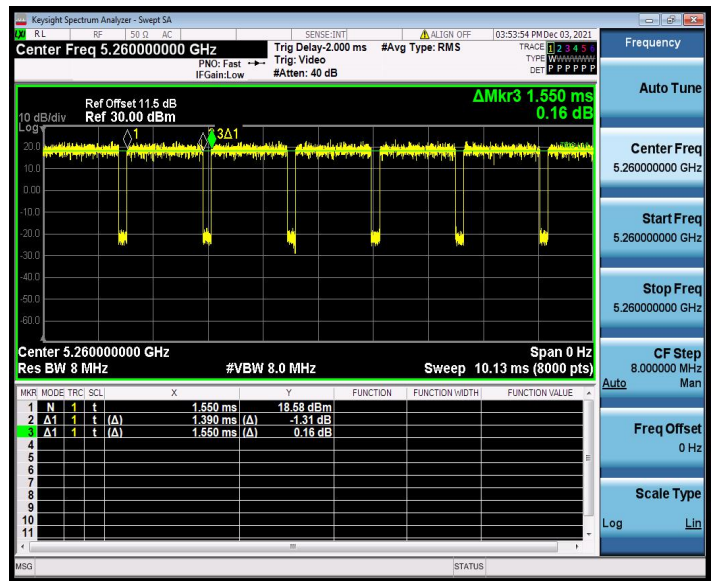 Keysight Spectrum Analyzer - Swept SA
LXI RL RF 50 Ω AC SENSE:INT ALIGN OFF 03:53:54 PM Dec 03, 2021
Center Freq 5.260000000 GHz
PNO: Fast
IFGain:Low
Trig Delay-2.000 ms
Trig: Video
#Atten: 40 dB
#Avg Type: RMS
TRACE 1 2 3 4 5 6
TYPE WWWWWW
DET P P P P P P
Ref Offset 11.5 dB
10 dB/div Ref 30.00 dBm
Log
ΔMkr3 1.550 ms
0.16 dB
1 3Δ1
20.0
10.0
0.00
-10.0
-20.0
-30.0
-40.0
-50.0
-60.0
Center 5.260000000 GHz Span 0 Hz
Res BW 8 MHz #VBW 8.0 MHz Sweep 10.13 ms (8000 pts)
MKR MODE TRC SCL X Y FUNCTION FUNCTION WIDTH FUNCTION VALUE
1 N 1 t 1.550 ms 18.58 dBm
2 Δ1 1 t (Δ) 1.390 ms (Δ) -1.31 dB
3 Δ1 1 t (Δ) 1.550 ms (Δ) 0.16 dB
4
5
6
7
8
9
10
11
MSG STATUS
Frequency
Auto Tune
Center Freq
5.260000000 GHz
Start Freq
5.260000000 GHz
Stop Freq
5.260000000 GHz
CF Step
8.000000 MHz
Auto Man
Freq Offset
0 Hz
Scale Type
Log Lin